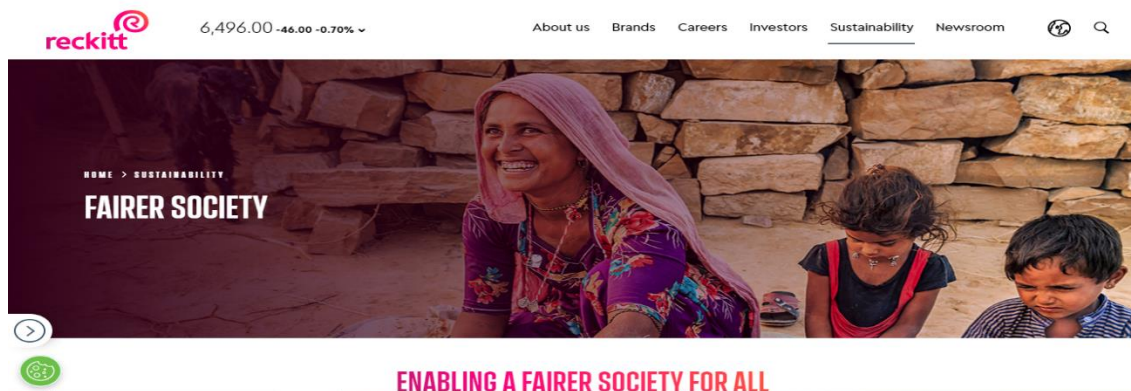 reckitt
6,496.00 -46.00 -0.70%
About us Brands Careers Investors Sustainability Newsroom
HOME > SUSTAINABILITY
FAIRER SOCIETY
ENABLING A FAIRER SOCIETY FOR ALL